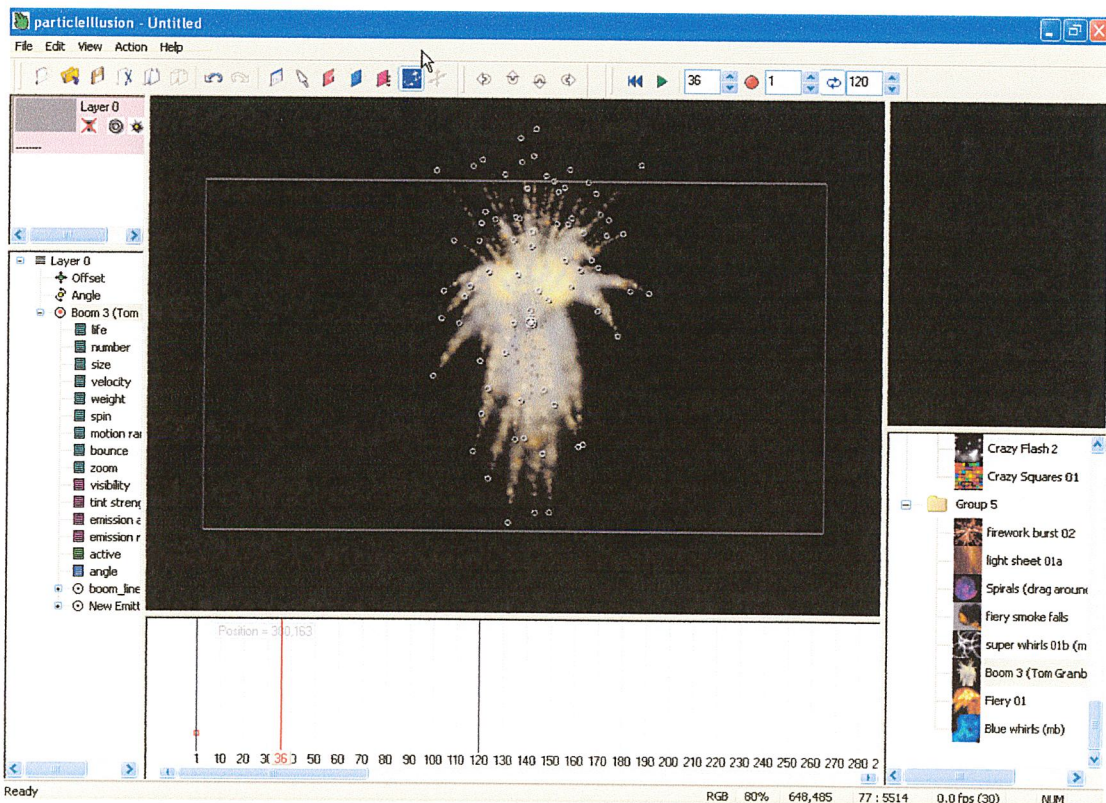 particleIllusion - Untitled
File Edit View Action Help
36 1 120
Layer 0
Layer 0
Offset
Angle
Boom 3 (Tom
life
number
size
velocity
weight
spin
motion rai
bounce
zoom
visibility
tint streng
emission a
emission r
active
angle
boom_line
New Emitt
Position = 300,163
1 10 20 36 40 50 60 70 80 90 100 110 120 130 140 150 160 170 180 190 200 210 220 230 240 250 260 270 280 2
Crazy Flash 2
Crazy Squares 01
Group 5
firework burst 02
light sheet 01a
Spirals (drag aroun
fiery smoke falls
super whirls 01b (m
Boom 3 (Tom Granb
Fiery 01
Blue whirls (mb)
Ready
RGB 80% 648,485 77 : 5514 0.0 fps (30) NUM